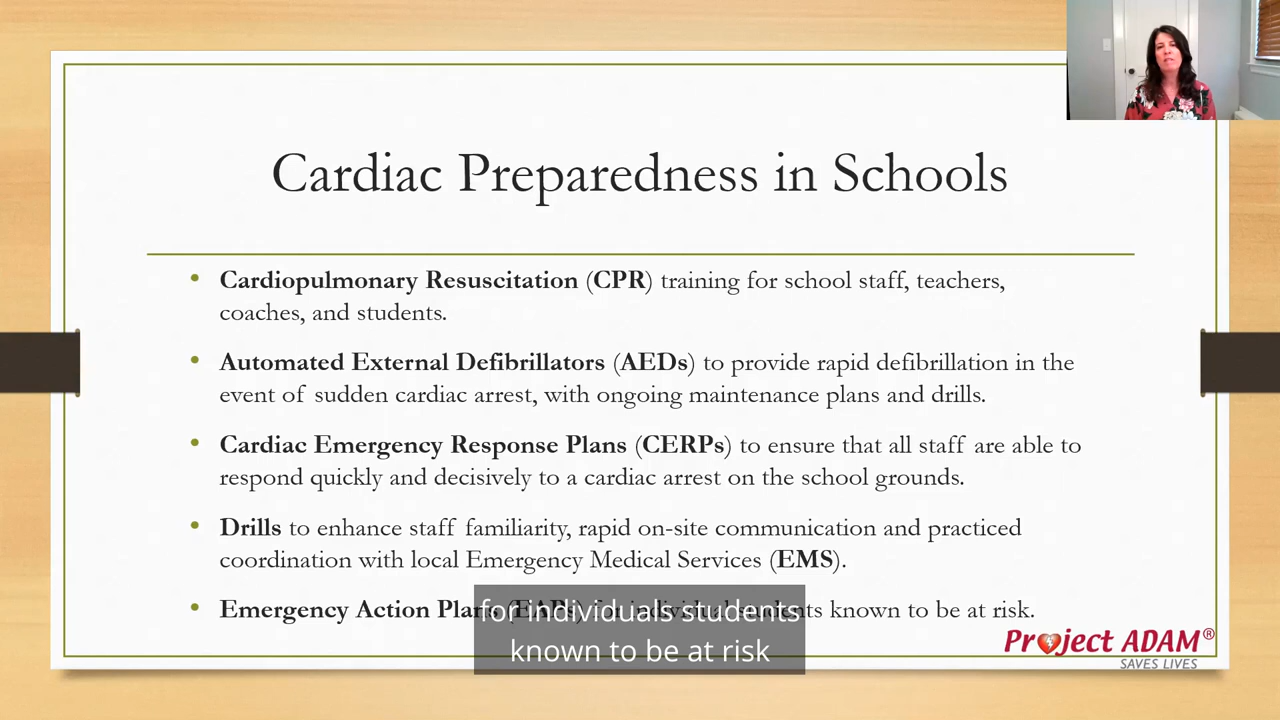 Cardiac Preparedness in Schools
• Cardiopulmonary Resuscitation (CPR) training for school staff, teachers,
coaches, and students.
• Automated External Defibrillators (AEDs) to provide rapid defibrillation in the
event of sudden cardiac arrest, with ongoing maintenance plans and drills.
• Cardiac Emergency Response Plans (CERPs) to ensure that all staff are able to
respond quickly and decisively to a cardiac arrest on the school grounds.
• Drills to enhance staff familiarity, rapid on-site communication and practiced
coordination with local Emergency Medical Services (EMS).
• Emergency Action Plans (EAPs) for individual students known to be at risk.
for individuals students
known to be at risk
Project ADAM®
SAVES LIVES